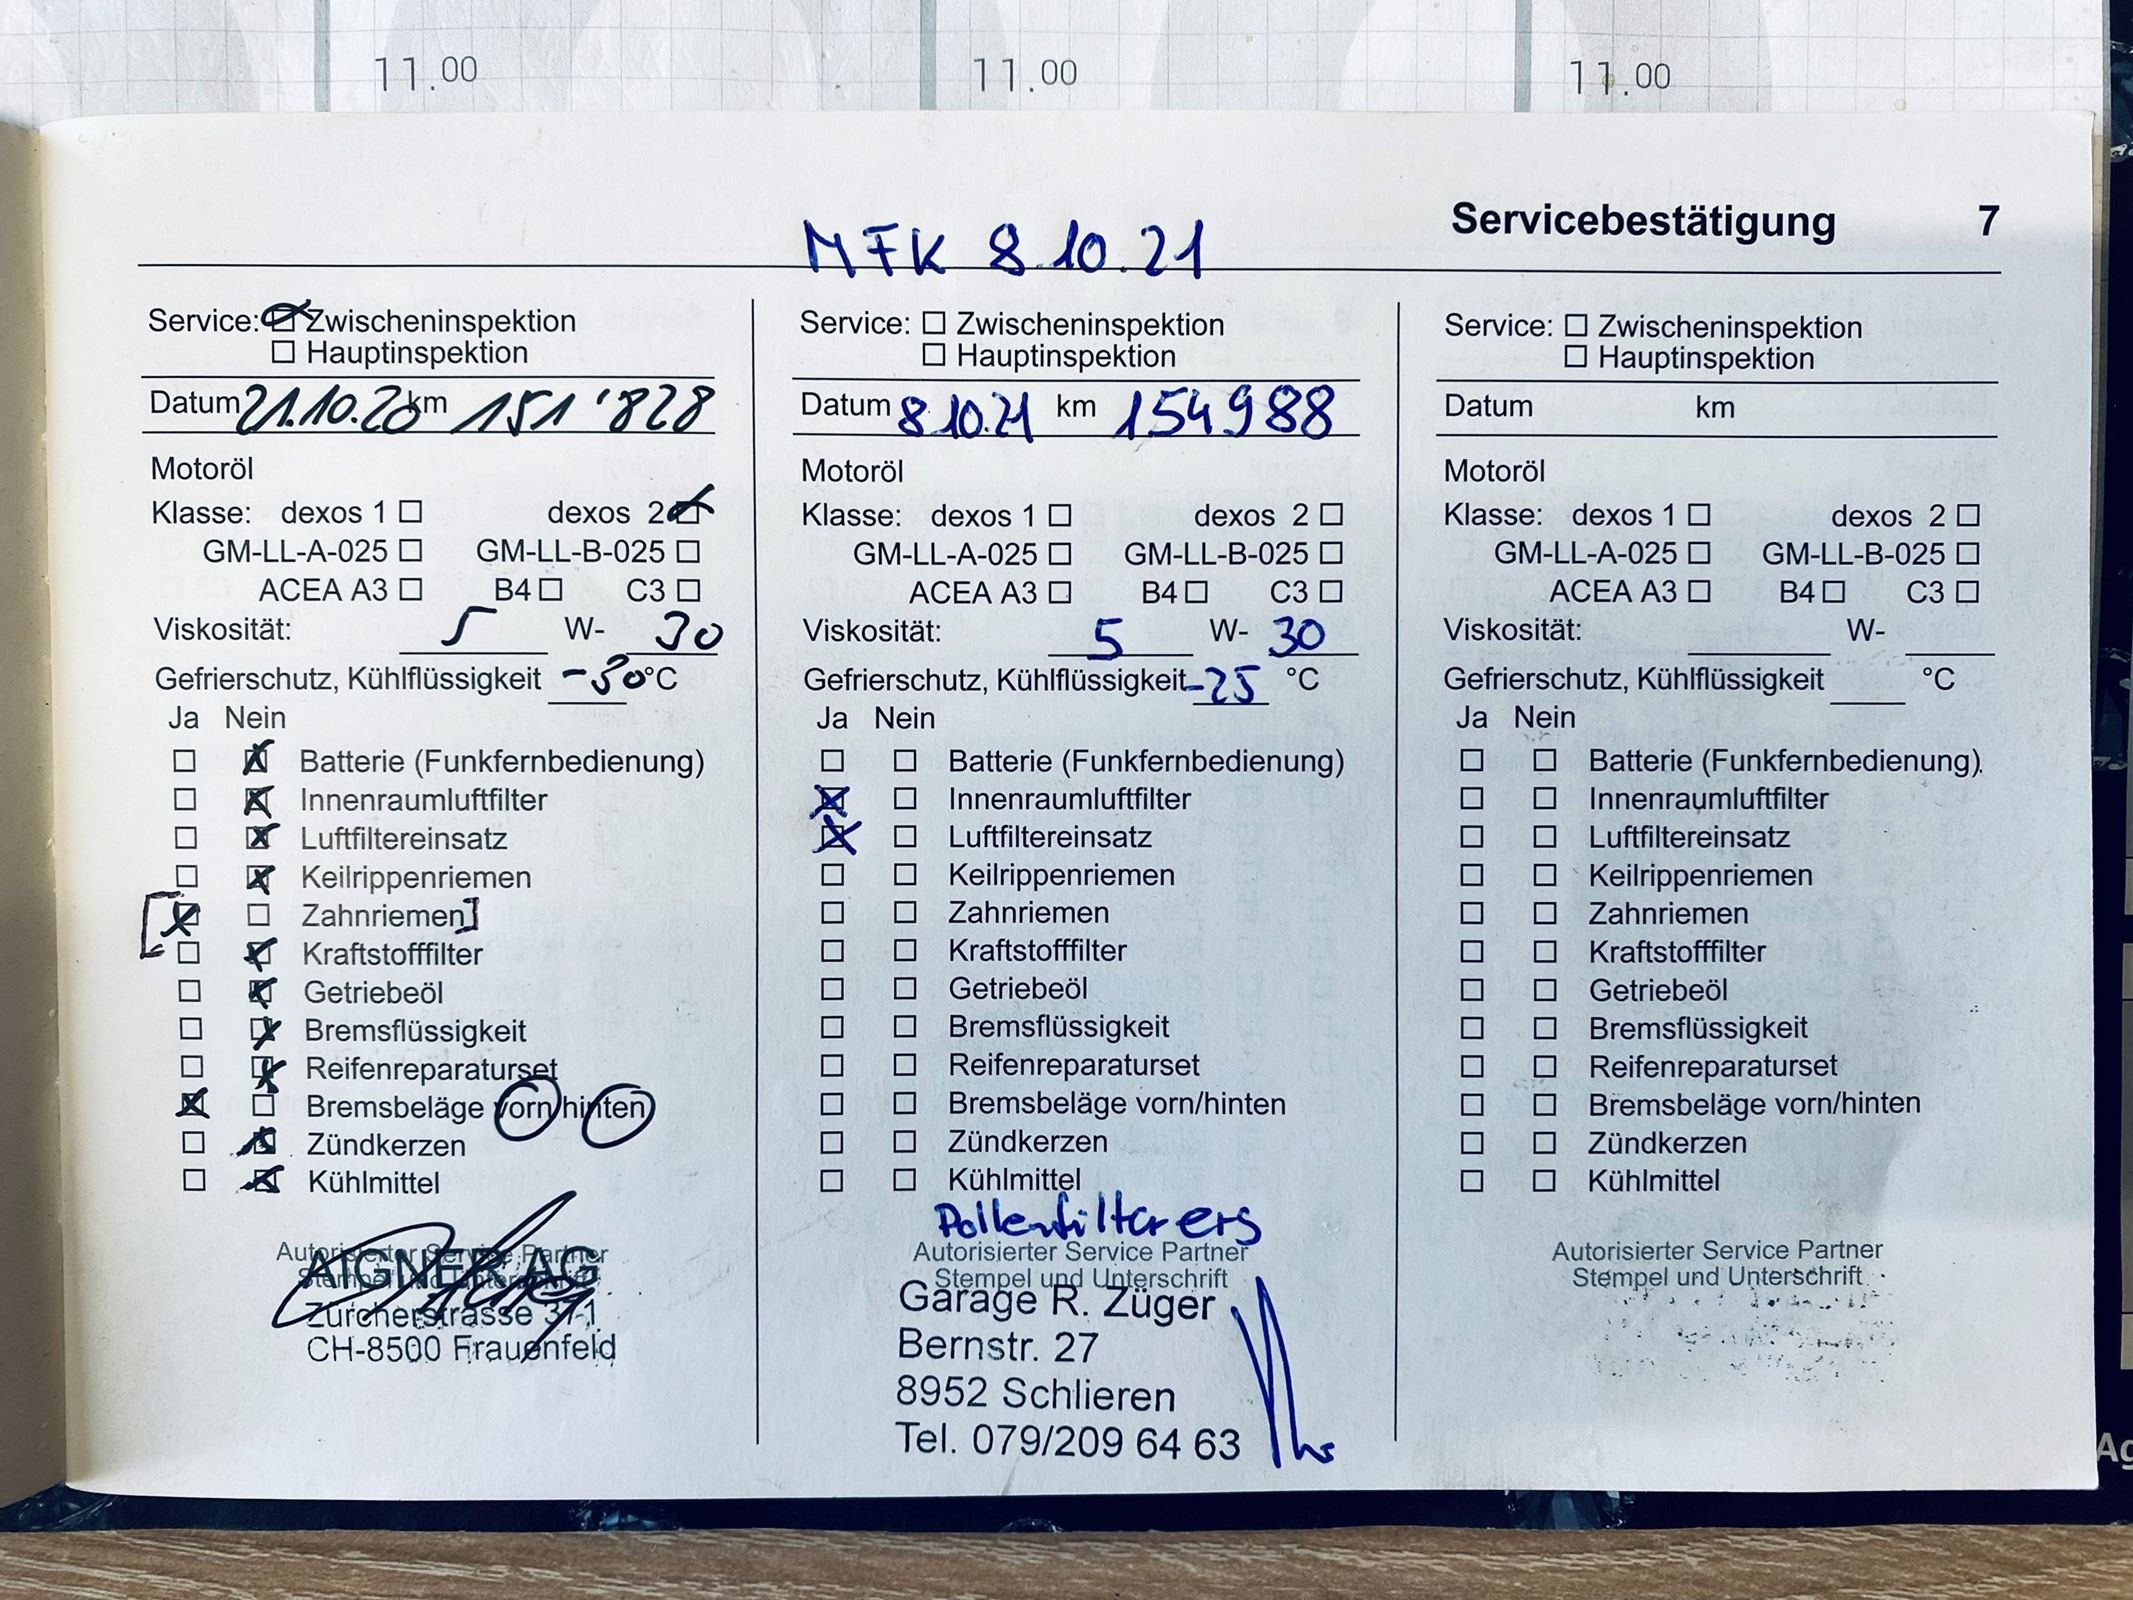 11.00
11.00
11.00
Servicebestätigung 7
MFK 8.10.21
Service: Zwischeninspektion
Hauptinspektion
Datum 21.10.20 km 151'828
Motoröl
Klasse: dexos 1 dexos 2
GM-LL-A-025 GM-LL-B-025
ACEA A3 B4 C3
Viskosität: 5 W- 30
Gefrierschutz, Kühlflüssigkeit -30 °C
Ja Nein
Batterie (Funkfernbedienung)
Innenraumluftfilter
Luftfiltereinsatz
Keilrippenriemen
[Zahnriemen]
Kraftstofffilter
Getriebeöl
Bremsflüssigkeit
Reifenreparaturset
Bremsbeläge vorn/hinten
Zündkerzen
Kühlmittel
Autorisierter Service Partner
Stempel und Unterschrift
AIGNER AG
Zürcherstrasse 371
CH-8500 Frauenfeld
Service: Zwischeninspektion
Hauptinspektion
Datum 8.10.21 km 154988
Motoröl
Klasse: dexos 1 dexos 2
GM-LL-A-025 GM-LL-B-025
ACEA A3 B4 C3
Viskosität: 5 W- 30
Gefrierschutz, Kühlflüssigkeit -25 °C
Ja Nein
Batterie (Funkfernbedienung)
Innenraumluftfilter
Luftfiltereinsatz
Keilrippenriemen
Zahnriemen
Kraftstofffilter
Getriebeöl
Bremsflüssigkeit
Reifenreparaturset
Bremsbeläge vorn/hinten
Zündkerzen
Kühlmittel
Pollenfilter ers
Autorisierter Service Partner
Stempel und Unterschrift
Garage R. Züger
Bernstr. 27
8952 Schlieren
Tel. 079/209 64 63
Service: Zwischeninspektion
Hauptinspektion
Datum km
Motoröl
Klasse: dexos 1 dexos 2
GM-LL-A-025 GM-LL-B-025
ACEA A3 B4 C3
Viskosität: W-
Gefrierschutz, Kühlflüssigkeit °C
Ja Nein
Batterie (Funkfernbedienung)
Innenraumluftfilter
Luftfiltereinsatz
Keilrippenriemen
Zahnriemen
Kraftstofffilter
Getriebeöl
Bremsflüssigkeit
Reifenreparaturset
Bremsbeläge vorn/hinten
Zündkerzen
Kühlmittel
Autorisierter Service Partner
Stempel und Unterschrift